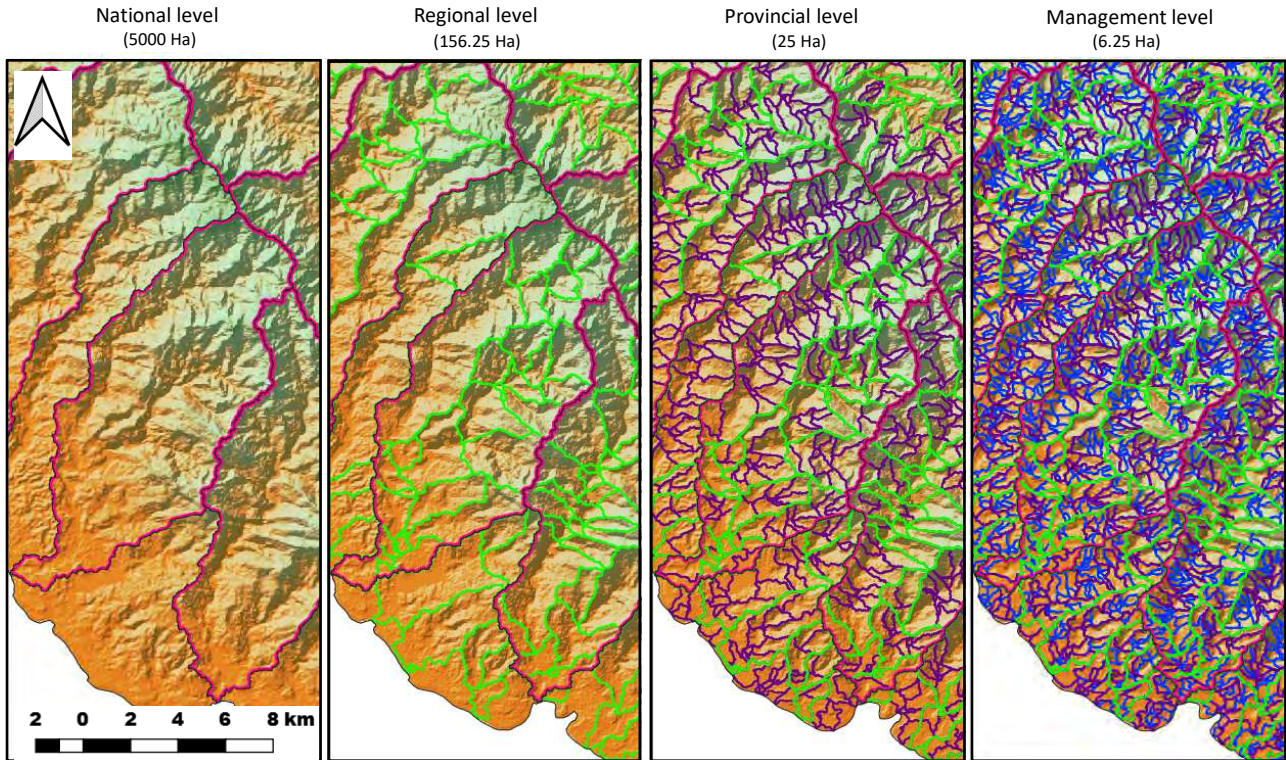 National level
(5000 Ha)
Regional level
(156.25 Ha)
Provincial level
(25 Ha)
Management level
(6.25 Ha)
2 0 2 4 6 8 km